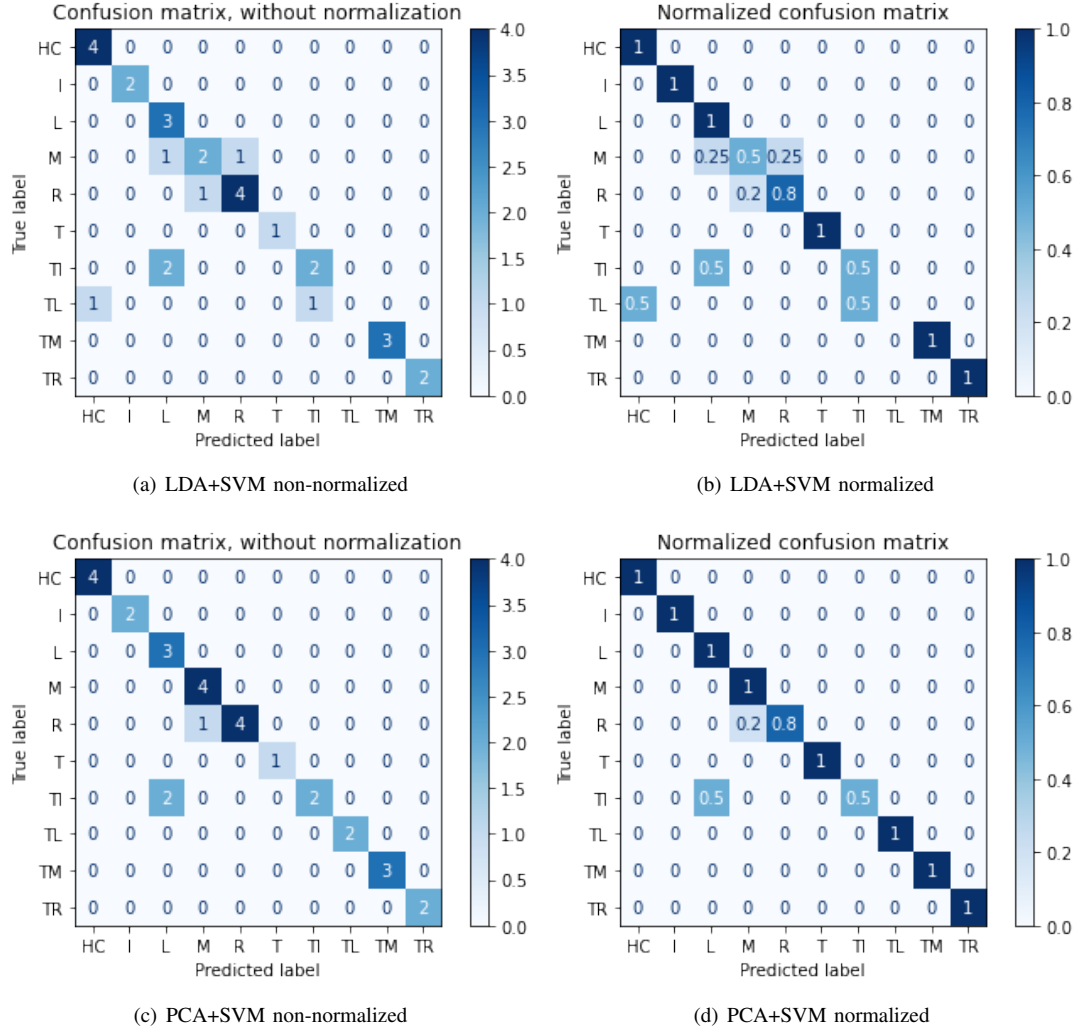 Confusion matrix, without normalization
HC 4 0 0 0 0 0 0 0 0 0 4.0
I 0 2 0 0 0 0 0 0 0 0 3.5
L 0 0 3 0 0 0 0 0 0 0 3.0
M 0 0 1 2 1 0 0 0 0 0 2.5
R 0 0 0 1 4 0 0 0 0 0
T 0 0 0 0 0 1 0 0 0 0 2.0
TI 0 0 2 0 0 0 2 0 0 0 1.5
TL 1 0 0 0 0 0 1 0 0 0 1.0
TM 0 0 0 0 0 0 0 0 3 0 0.5
TR 0 0 0 0 0 0 0 0 0 2 0.0
HC I L M R T TI TL TM TR
True label
Predicted label
(a) LDA+SVM non-normalized
Normalized confusion matrix
HC 1 0 0 0 0 0 0 0 0 0 1.0
I 0 1 0 0 0 0 0 0 0 0
L 0 0 1 0 0 0 0 0 0 0 0.8
M 0 0 0.25 0.5 0.25 0 0 0 0 0
R 0 0 0 0.2 0.8 0 0 0 0 0 0.6
T 0 0 0 0 0 1 0 0 0 0
TI 0 0 0.5 0 0 0 0.5 0 0 0 0.4
TL 0.5 0 0 0 0 0 0.5 0 0 0
TM 0 0 0 0 0 0 0 0 1 0 0.2
TR 0 0 0 0 0 0 0 0 0 1 0.0
HC I L M R T TI TL TM TR
True label
Predicted label
(b) LDA+SVM normalized
Confusion matrix, without normalization
HC 4 0 0 0 0 0 0 0 0 0 4.0
I 0 2 0 0 0 0 0 0 0 0 3.5
L 0 0 3 0 0 0 0 0 0 0 3.0
M 0 0 0 4 0 0 0 0 0 0 2.5
R 0 0 0 1 4 0 0 0 0 0
T 0 0 0 0 0 1 0 0 0 0 2.0
TI 0 0 2 0 0 0 2 0 0 0 1.5
TL 0 0 0 0 0 0 0 2 0 0 1.0
TM 0 0 0 0 0 0 0 0 3 0 0.5
TR 0 0 0 0 0 0 0 0 0 2 0.0
HC I L M R T TI TL TM TR
True label
Predicted label
(c) PCA+SVM non-normalized
Normalized confusion matrix
HC 1 0 0 0 0 0 0 0 0 0 1.0
I 0 1 0 0 0 0 0 0 0 0
L 0 0 1 0 0 0 0 0 0 0 0.8
M 0 0 0 1 0 0 0 0 0 0
R 0 0 0 0.2 0.8 0 0 0 0 0 0.6
T 0 0 0 0 0 1 0 0 0 0
TI 0 0 0.5 0 0 0 0.5 0 0 0 0.4
TL 0 0 0 0 0 0 0 1 0 0
TM 0 0 0 0 0 0 0 0 1 0 0.2
TR 0 0 0 0 0 0 0 0 0 1 0.0
HC I L M R T TI TL TM TR
True label
Predicted label
(d) PCA+SVM normalized